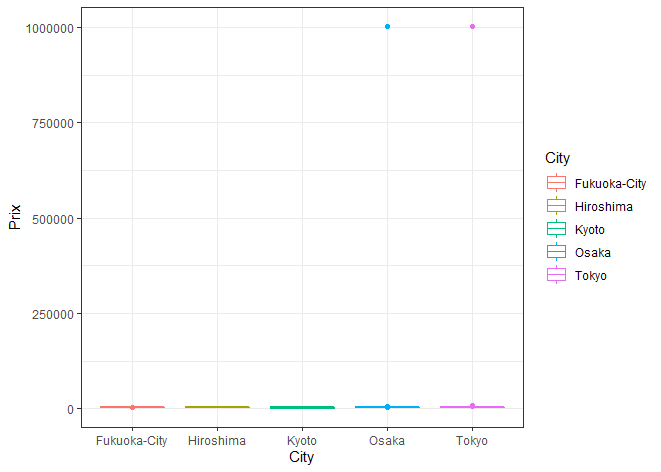 1000000
750000
500000
250000
0
Prix
Fukuoka-City Hiroshima Kyoto Osaka Tokyo
City
City
Fukuoka-City
Hiroshima
Kyoto
Osaka
Tokyo